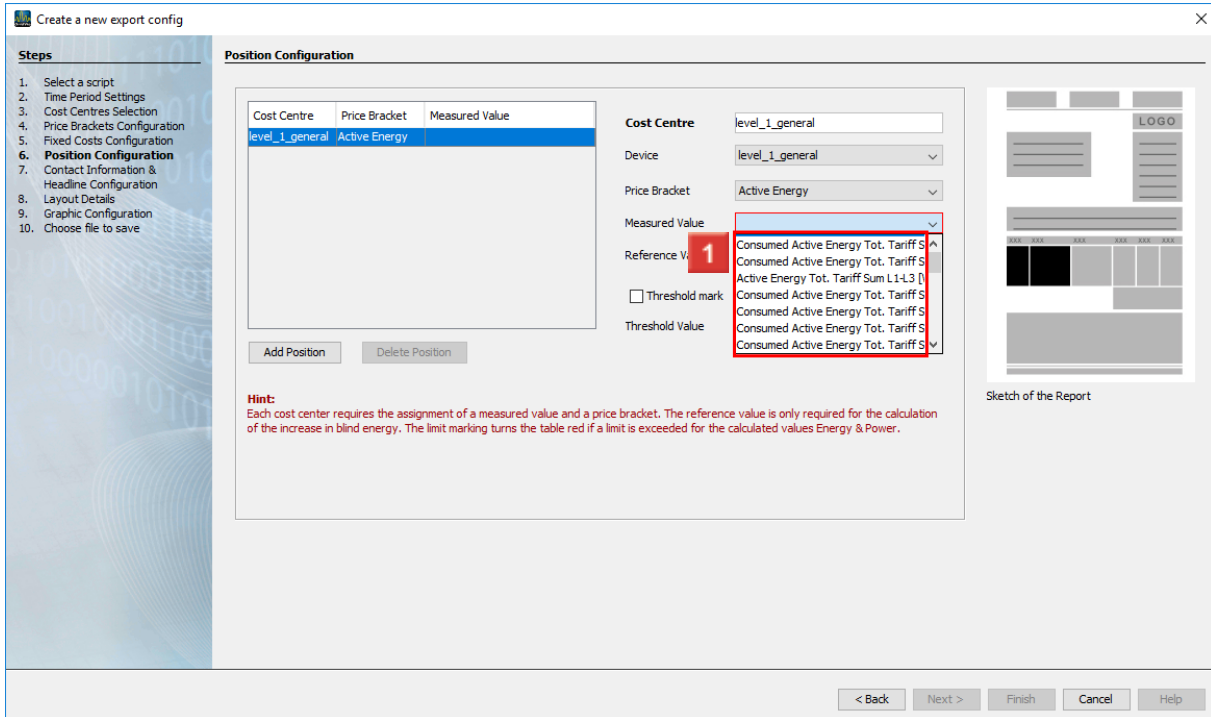 Create a new export config
Steps
1. Select a script
2. Time Period Settings
3. Cost Centres Selection
4. Price Brackets Configuration
5. Fixed Costs Configuration
6. Position Configuration
7. Contact Information &
Headline Configuration
8. Layout Details
9. Graphic Configuration
10. Choose file to save
Position Configuration
Cost Centre Price Bracket Measured Value
level_1_general Active Energy
Add Position Delete Position
Cost Centre level_1_general
Device level_1_general
Price Bracket Active Energy
Measured Value
Reference V
1
Consumed Active Energy Tot. Tariff S
Consumed Active Energy Tot. Tariff S
Active Energy Tot. Tariff Sum L1-L3
Consumed Active Energy Tot. Tariff S
Consumed Active Energy Tot. Tariff S
Consumed Active Energy Tot. Tariff S
Consumed Active Energy Tot. Tariff S
Threshold mark
Threshold Value
Hint:
Each cost center requires the assignment of a measured value and a price bracket. The reference value is only required for the calculation
of the increase in blind energy. The limit marking turns the table red if a limit is exceeded for the calculated values Energy & Power.
LOGO
XXX XXX XXX XXX XXX XXX
Sketch of the Report
< Back Next > Finish Cancel Help